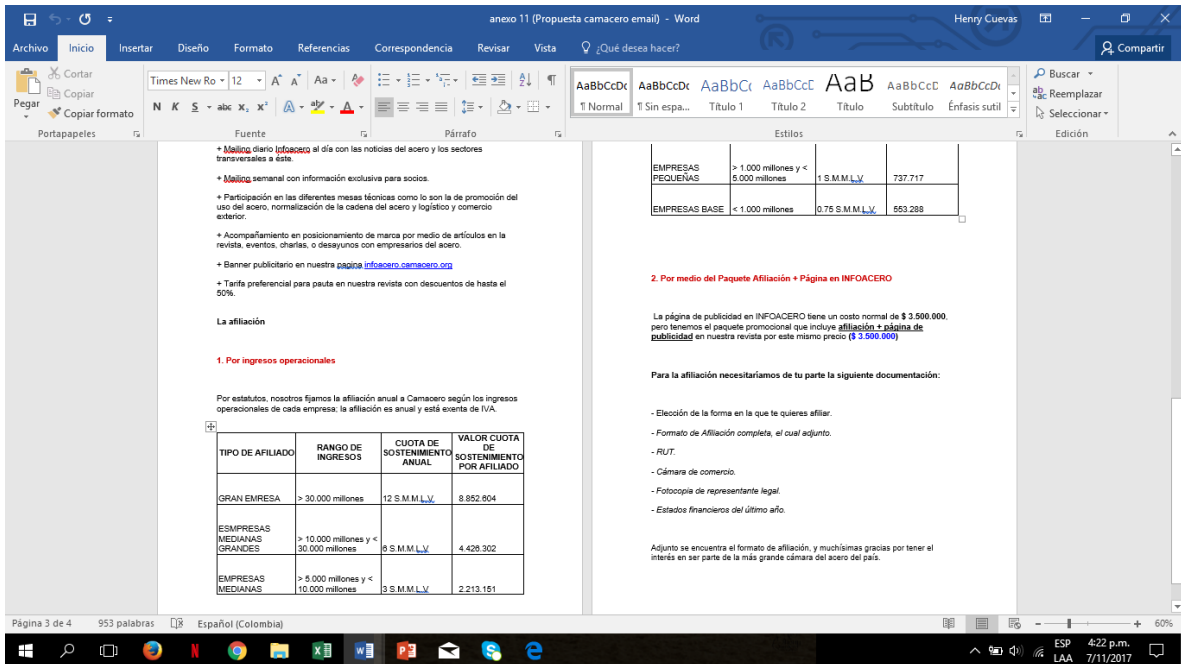 anexo 11 (Propuesta camacero email) - Word
Henry Cuevas
Archivo Inicio Insertar Diseño Formato Referencias Correspondencia Revisar Vista ¿Qué desea hacer? Compartir
Pegar
Cortar
Copiar
Copiar formato
Portapapeles
Times New Ro 12
N K S abc X₂ X²
Fuente
Párrafo
AaBbCcDc AaBbCcDc AaBbCc AaBbCcC AaB AaBbCcC AaBbCcDc
¶ Normal ¶ Sin espa... Título 1 Título 2 Título Subtítulo Énfasis sutil
Estilos
Buscar
Reemplazar
Seleccionar
Edición
+ Mailing diario Infoacero al día con las noticias del acero y los sectores
transversales a éste.
+ Mailing semanal con información exclusiva para socios.
+ Participación en las diferentes mesas técnicas como lo son la de promoción del
uso del acero, normalización de la cadena del acero y logístico y comercio
exterior.
+ Acompañamiento en posicionamiento de marca por medio de artículos en la
revista, eventos, charlas, o desayunos con empresarios del acero.
+ Banner publicitario en nuestra pagina infoacero.camacero.org
+ Tarifa preferencial para pauta en nuestra revista con descuentos de hasta el
50%.
La afiliación
1. Por ingresos operacionales
Por estatutos, nosotros fijamos la afiliación anual a Camacero según los ingresos
operacionales de cada empresa; la afiliación es anual y está exenta de IVA.
TIPO DE AFILIADO RANGO DE INGRESOS CUOTA DE SOSTENIMIENTO ANUAL VALOR CUOTA DE SOSTENIMIENTO POR AFILIADO
GRAN EMRESA > 30.000 millones 12 S.M.M.L.V. 8.852.604
ESMPRESAS MEDIANAS GRANDES > 10.000 millones y < 30.000 millones 6 S.M.M.L.V. 4.426.302
EMPRESAS MEDIANAS > 5.000 millones y < 10.000 millones 3 S.M.M.L.V. 2.213.151
EMPRESAS PEQUEÑAS > 1.000 millones y < 5.000 millones 1 S.M.M.L.V. 737.717
EMPRESAS BASE < 1.000 millones 0.75 S.M.M.L.V. 553.288
2. Por medio del Paquete Afiliación + Página en INFOACERO
La página de publicidad en INFOACERO tiene un costo normal de $ 3.500.000,
pero tenemos el paquete promocional que incluye afiliación + página de
publicidad en nuestra revista por este mismo precio ($ 3.500.000)
Para la afiliación necesitaríamos de tu parte la siguiente documentación:
- Elección de la forma en la que te quieres afiliar.
- Formato de Afiliación completa, el cual adjunto.
- RUT.
- Cámara de comercio.
- Fotocopia de representante legal.
- Estados financieros del último año.
Adjunto se encuentra el formato de afiliación, y muchísimas gracias por tener el
interés en ser parte de la más grande cámara del acero del país.
Página 3 de 4 953 palabras Español (Colombia) 60%
ESP 4:22 p.m.
LAA 7/11/2017